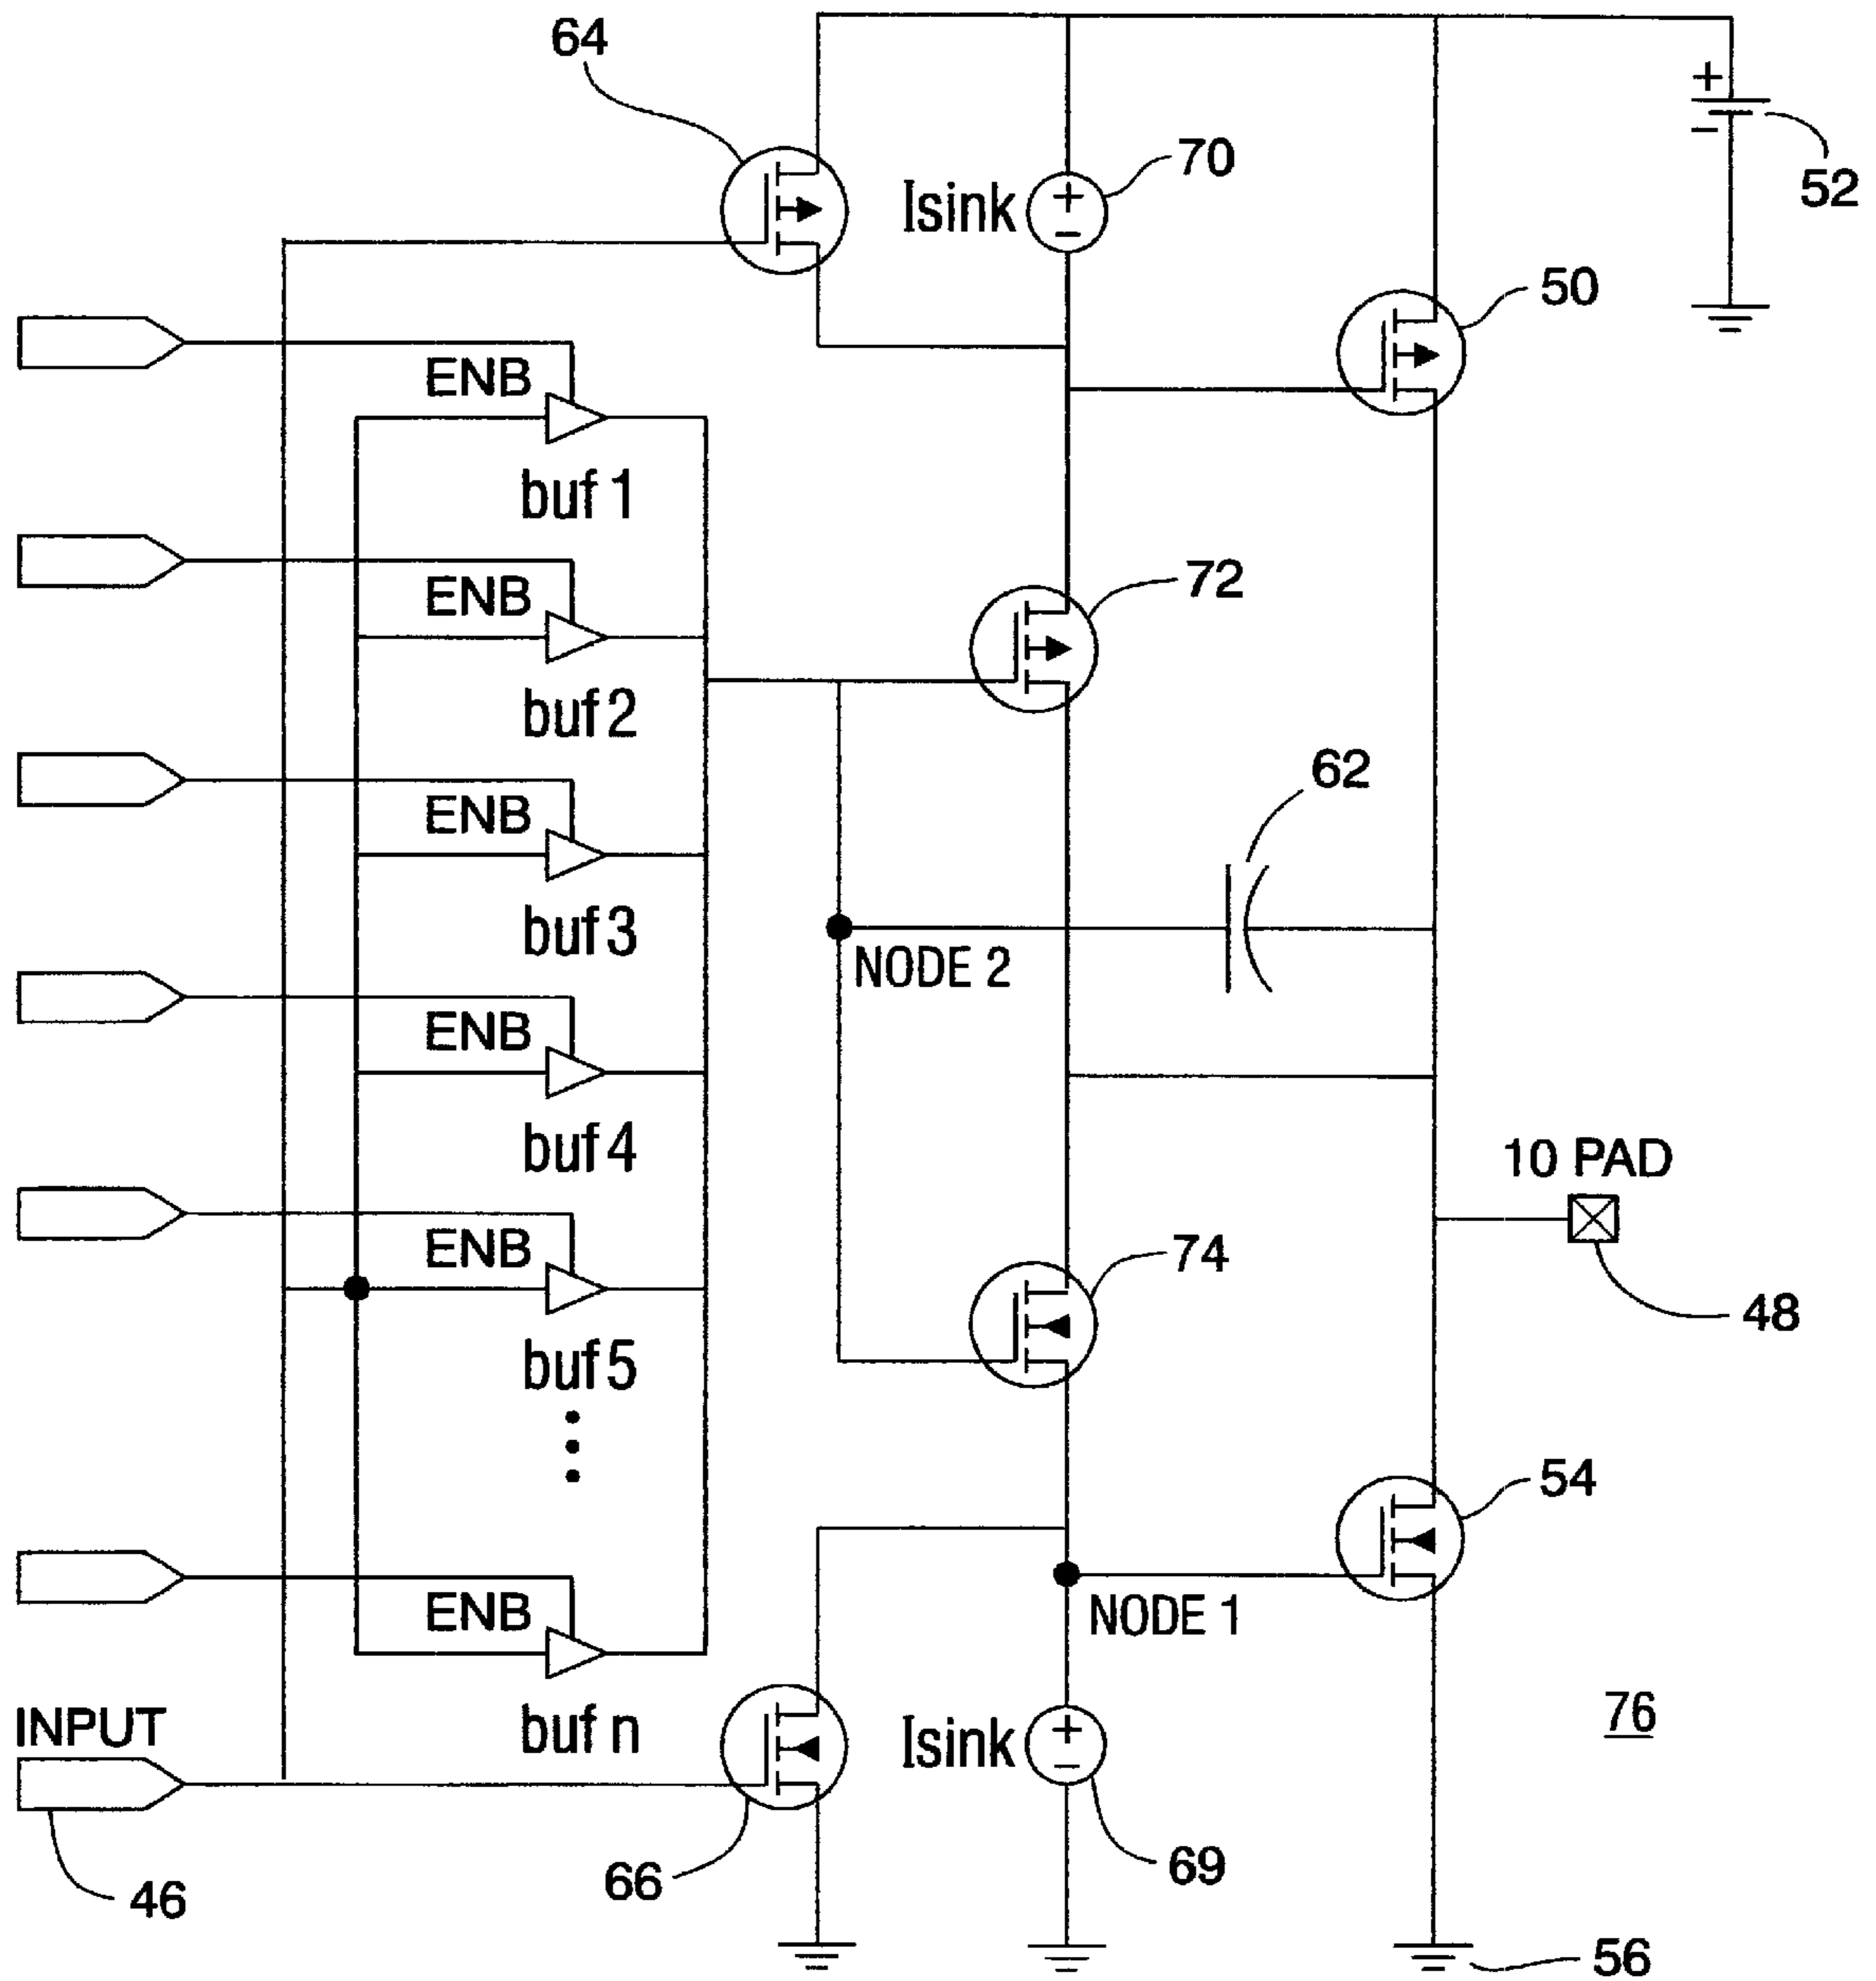 64
+
-
52
70
Isink
+
-
50
ENB
buf 1
72
ENB
buf 2
62
ENB
buf 3
NODE 2
ENB
buf 4
10 PAD
74
48
ENB
buf 5
54
ENB
NODE 1
buf n
76
INPUT
Isink
+
-
66
69
46
56